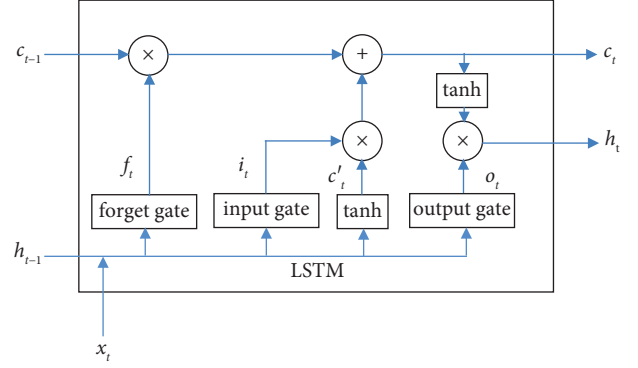 c_{t-1} × + c_t
tanh
× × h_t
f_t i_t c'_t o_t
forget gate input gate tanh output gate
h_{t-1}
LSTM
x_t